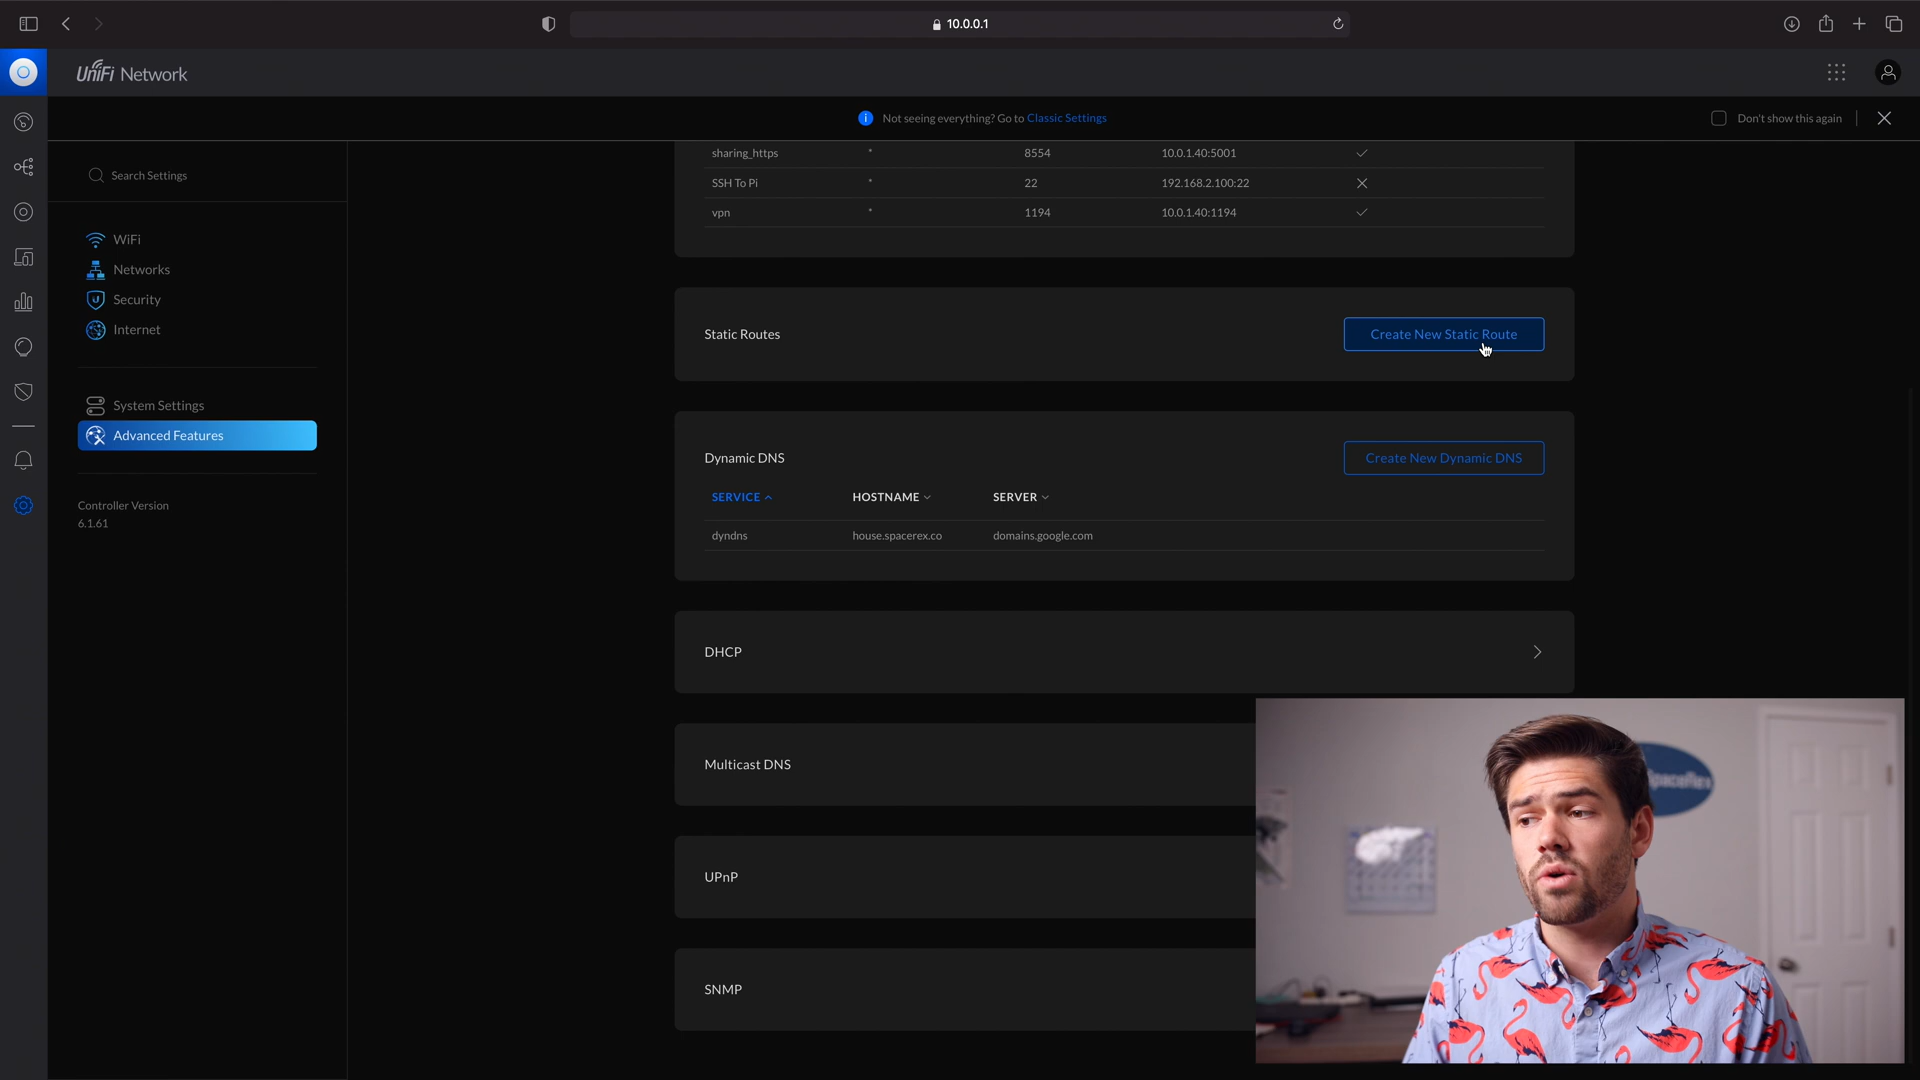 10.0.0.1
UniFi Network
Not seeing everything? Go to Classic Settings
Don't show this again
Search Settings
WiFi
Networks
Security
Internet
System Settings
Advanced Features
Controller Version
6.1.61
sharing_https * 8554 10.0.1.40:5001
SSH To Pi * 22 192.168.2.100:22
vpn * 1194 10.0.1.40:1194
Static Routes
Create New Static Route
Dynamic DNS
Create New Dynamic DNS
SERVICE HOSTNAME SERVER
dyndns house.spacerex.co domains.google.com
DHCP
Multicast DNS
UPnP
SNMP
SpaceRex